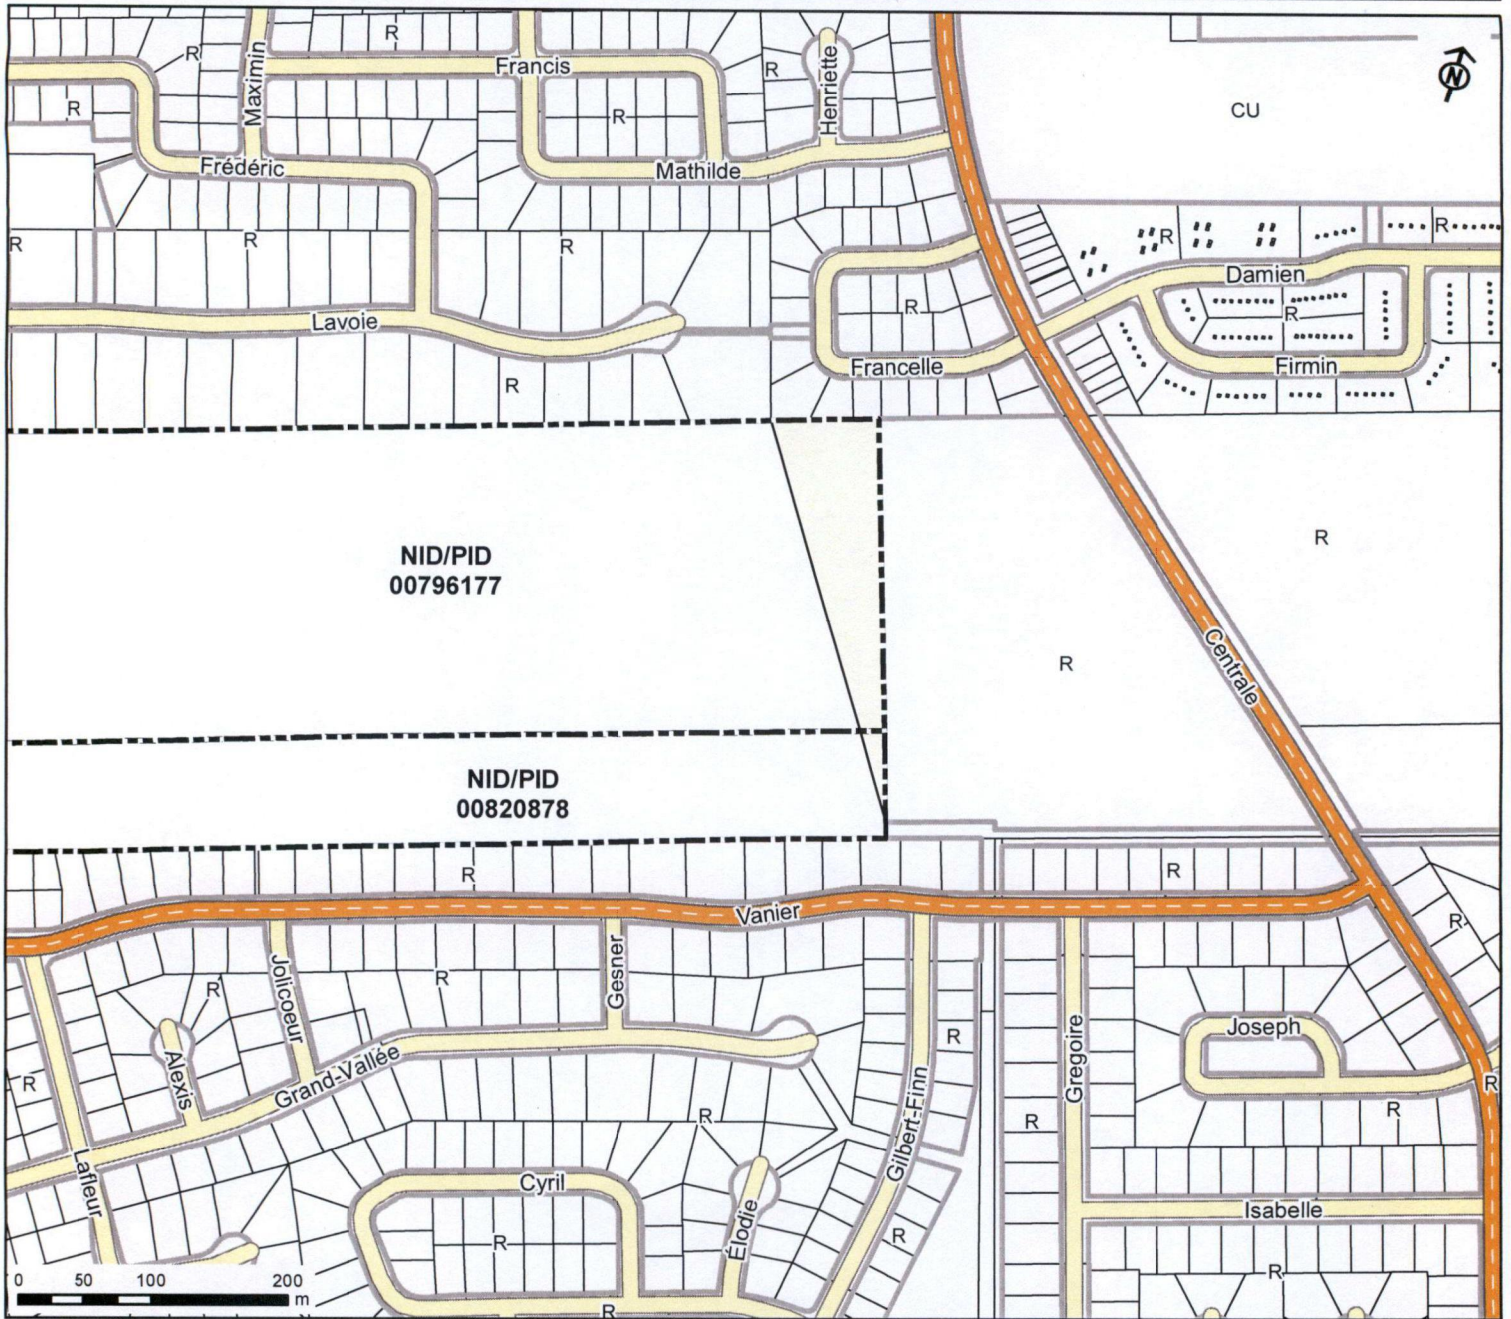 R
R
Maximin
Francis
R
Henriette
N
CU
R
R
Frédéric
Mathilde
R
R
R
R
R
Damien
R
R
Lavoie
Francelle
Firmin
R
NID/PID
00796177
R
R
Centrale
NID/PID
00820878
R
R
Vanier
R
Jolicoeur
R
R
Gesner
R
Alexis
Grand-Vallée
R
R
Gilbert-Finn
Gregoire
Joseph
R
R
R
R
Lafleur
Cyril
R
Élodie
R
Isabelle
R
R
0 50 100 200
m